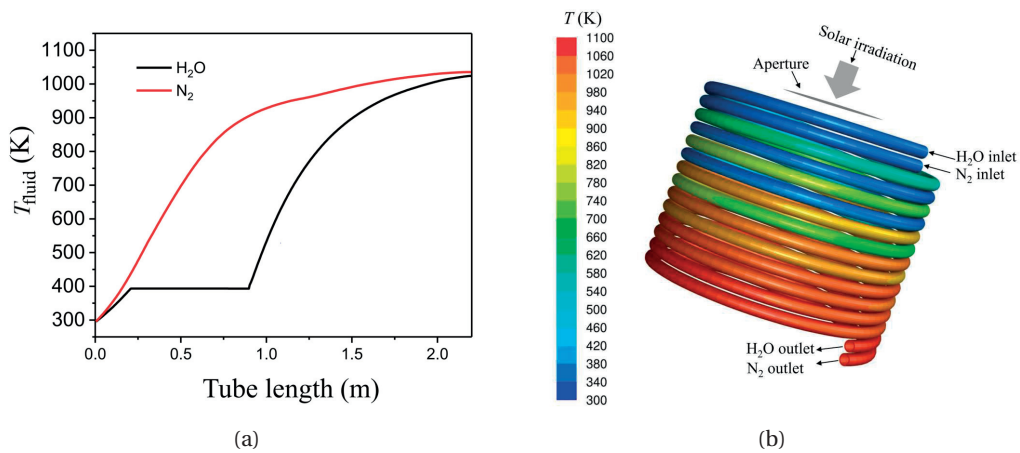 1100
1000
900
800
700
600
500
400
300
T_fluid (K)
H₂O
N₂
0.0 0.5 1.0 1.5 2.0
Tube length (m)
(a)
T (K)
1100
1060
1020
980
940
900
860
820
780
740
700
660
620
580
540
500
460
420
380
340
300
Solar irradiation
Aperture
H₂O inlet
N₂ inlet
H₂O outlet
N₂ outlet
(b)